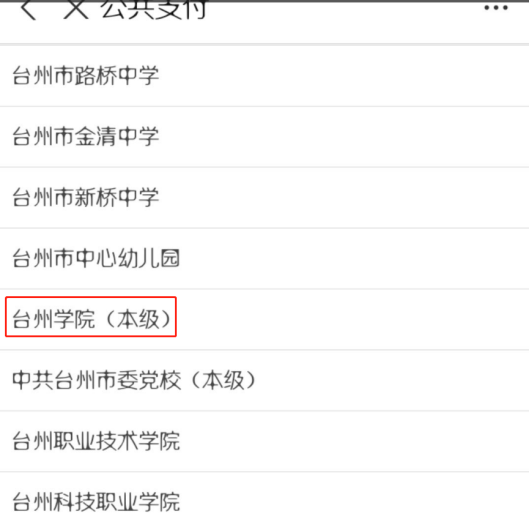 公共支付
台州市路桥中学
台州市金清中学
台州市新桥中学
台州市中心幼儿园
台州学院（本级）
中共台州市委党校（本级）
台州职业技术学院
台州科技职业学院